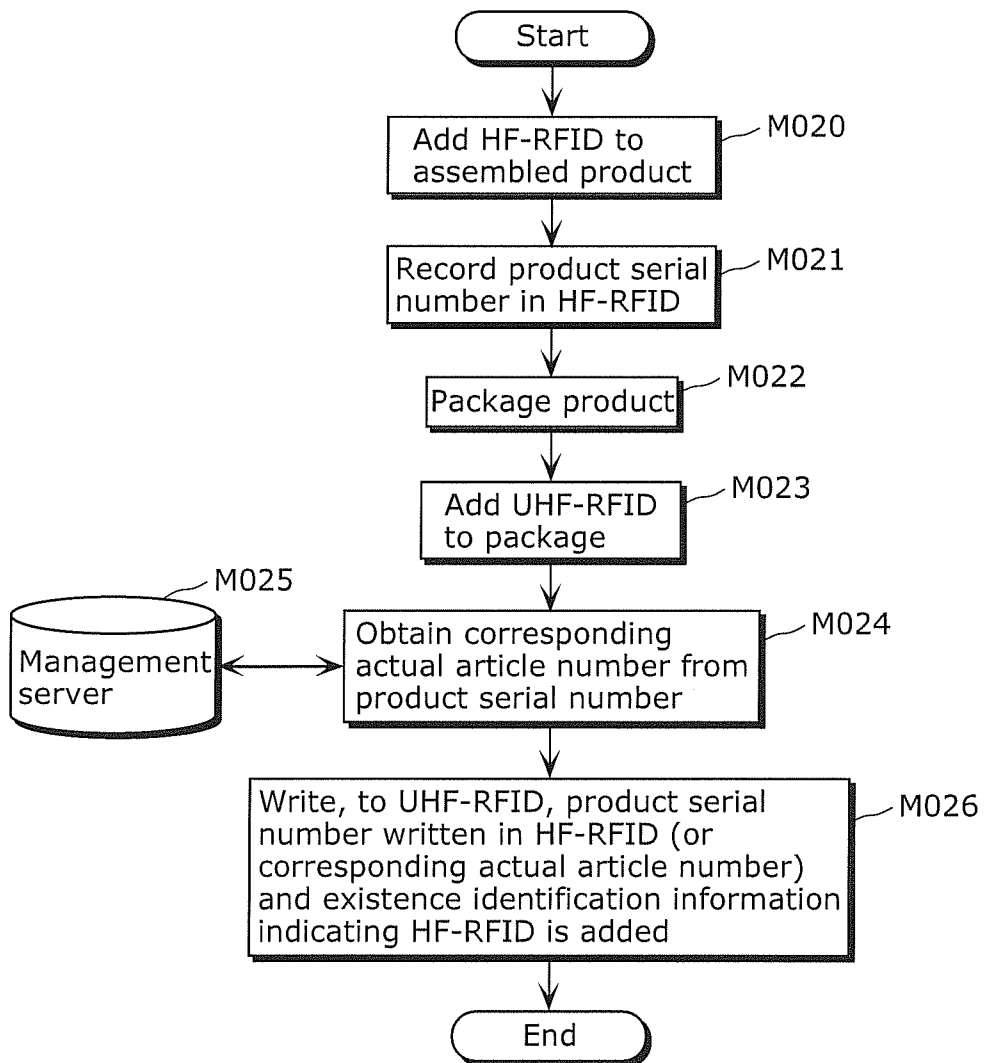 Start
M020
Add HF-RFID to
assembled product
M021
Record product serial
number in HF-RFID
M022
Package product
M023
Add UHF-RFID
to package
M025
Management
server
M024
Obtain corresponding
actual article number from
product serial number
M026
Write, to UHF-RFID, product serial
number written in HF-RFID (or
corresponding actual article number)
and existence identification information
indicating HF-RFID is added
End